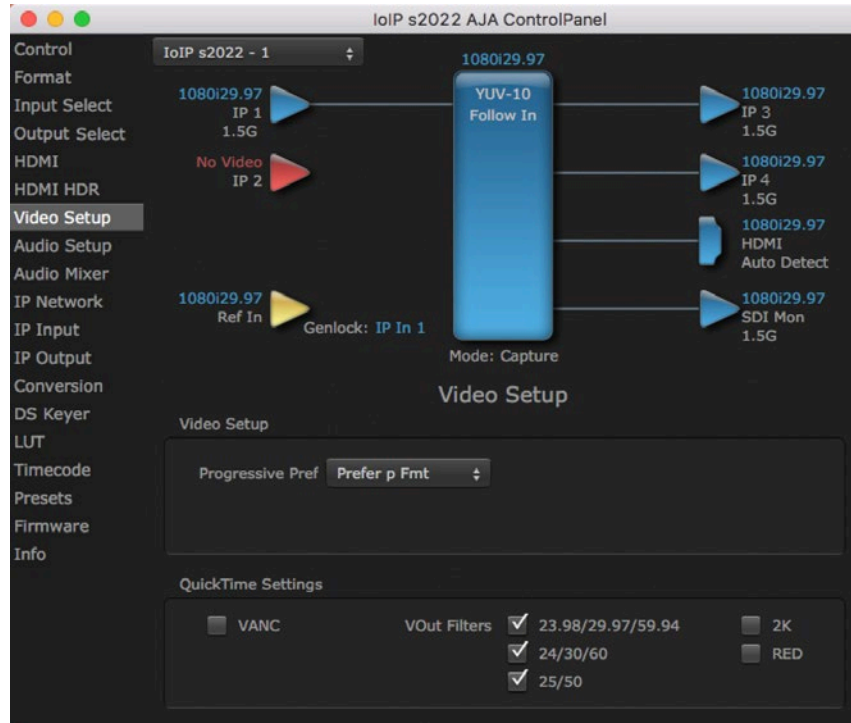 IoIP s2022 AJA ControlPanel
Control
Format
Input Select
Output Select
HDMI
HDMI HDR
Video Setup
Audio Setup
Audio Mixer
IP Network
IP Input
IP Output
Conversion
DS Keyer
LUT
Timecode
Presets
Firmware
Info
IoIP s2022 - 1
1080i29.97
1080i29.97
IP 1
1.5G
No Video
IP 2
1080i29.97
Ref In
Genlock: IP In 1
YUV-10
Follow In
Mode: Capture
1080i29.97
IP 3
1.5G
1080i29.97
IP 4
1.5G
1080i29.97
HDMI
Auto Detect
1080i29.97
SDI Mon
1.5G
Video Setup
Video Setup
Progressive Pref Prefer p Fmt
QuickTime Settings
VANC VOut Filters 23.98/29.97/59.94 2K
24/30/60 RED
25/50